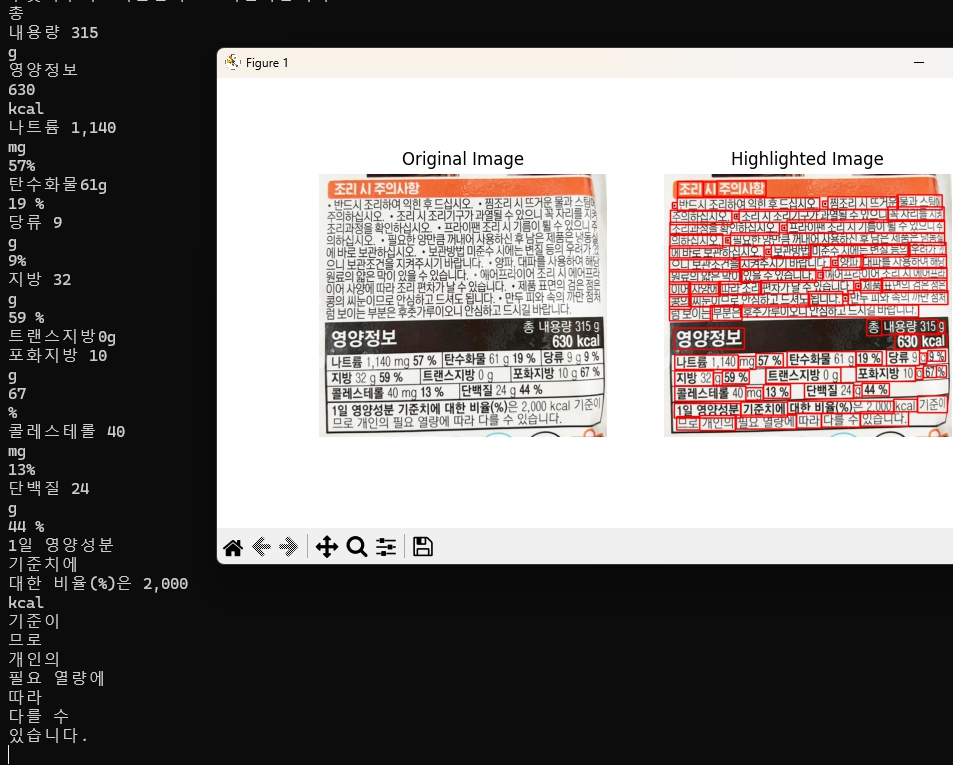 총
내용량 315
g
영양정보
630
kcal
나트륨 1,140
mg
57%
탄수화물61g
19 %
당류 9
g
9%
지방 32
g
59 %
트랜스지방0g
포화지방 10
g
67
%
콜레스테롤 40
mg
13%
단백질 24
g
44 %
1일 영양성분
기준치에
대한 비율(%)은 2,000
kcal
기준이
므로
개인의
필요 열량에
따라
다를 수
있습니다.
Figure 1
Original Image
조리 시 주의사항
• 반드시 조리하여 익힌 후 드십시오. • 찜조리 시 뜨거운 물과 스팀에
주의하십시오. • 조리 시 조리기구가 과열될 수 있으니 꼭 자리를 지켜
조리과정을 확인하십시오. • 프라이팬 조리 시 기름이 튈 수 있으니 주
의하십시오. • 필요한 양만큼 꺼내어 사용하신 후 남은 제품은 냉동실
에 바로 보관하십시오. • 보관방법 미준수 시에는 변질 등의 우려가 있
으니 보관조건을 지켜주시기 바랍니다. • 양파, 대파를 사용하여 해당
원료의 얇은 막이 있을 수 있습니다. • 에어프라이어 조리 시 에어프라
이어 사양에 따라 조리 편차가 날 수 있습니다. • 제품 표면의 검은 점은
콩의 씨눈이므로 안심하고 드셔도 됩니다. • 만두 피와 속의 까만 점처
럼 보이는 부분은 후춧가루이오니 안심하고 드시길 바랍니다.
영양정보
총 내용량 315 g
630 kcal
나트륨 1,140 mg 57 % 탄수화물 61 g 19 % 당류 9 g 9 %
지방 32 g 59 % 트랜스지방 0 g 포화지방 10 g 67 %
콜레스테롤 40 mg 13 % 단백질 24 g 44 %
1일 영양성분 기준치에 대한 비율(%)은 2,000 kcal 기준이
므로 개인의 필요 열량에 따라 다를 수 있습니다.
Highlighted Image
조리 시 주의사항
반드시 조리하여 익힌 후 드십시오. 찜조리 시 뜨거운 물과 스팀에
주의하십시오. 조리 시 조리기구가 과열될 수 있으니 꼭 자리를 지켜
조리과정을 확인하십시오. 프라이팬 조리 시 기름이 튈 수 있으니 주
의하십시오. 필요한 양만큼 꺼내어 사용하신 후 남은 제품은 냉동실
에 바로 보관하십시오. 보관방법 미준수 시에는 변질 등의 우려가 있
으니 보관조건을 지켜주시기 바랍니다. 양파, 대파를 사용하여 해당
원료의 얇은 막이 있을 수 있습니다. 에어프라이어 조리 시 에어프라
이어 사양에 따라 조리 편차가 날 수 있습니다. 제품 표면의 검은 점은
콩의 씨눈이므로 안심하고 드셔도 됩니다. 만두 피와 속의 까만 점처
럼 보이는 부분은 후춧가루이오니 안심하고 드시길 바랍니다.
영양정보
총 내용량 315 g
630 kcal
나트륨 1,140 mg 57 % 탄수화물 61 g 19 % 당류 9 g 9 %
지방 32 g 59 % 트랜스지방 0 g 포화지방 10 g 67 %
콜레스테롤 40 mg 13 % 단백질 24 g 44 %
1일 영양성분 기준치에 대한 비율(%)은 2,000 kcal 기준이
므로 개인의 필요 열량에 따라 다를 수 있습니다.